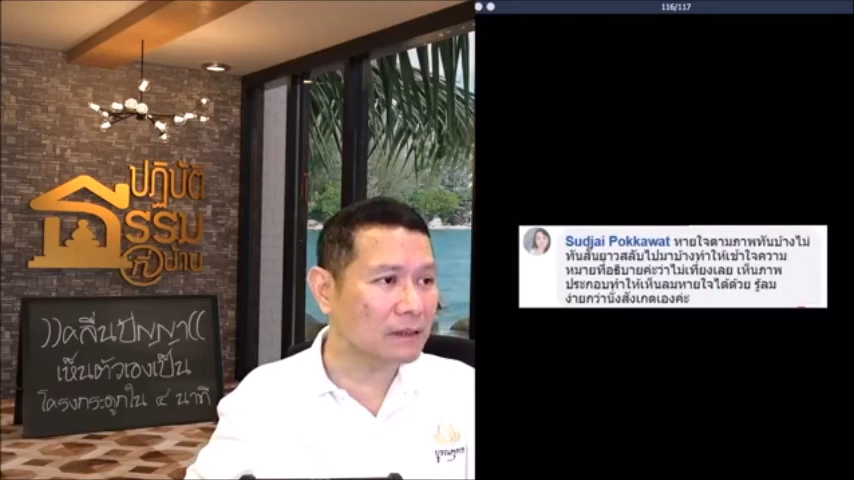 116/117
ปฏิบัติ
ธรรม
ที่บ้าน
))คลื่นปัญญา((
เห็นตัวเองเป็น
โครงกระดูกใน ๔ นาที
Sudjai Pokkawat หายใจตามภาพทันบ้างไม่
ทันสั้นยาวสลับไปมาบ้างทำให้เข้าใจความ
หมายที่อธิบายค่ะว่าไม่เที่ยงเลย เห็นภาพ
ประกอบทำให้เห็นลมหายใจได้ด้วย รู้ลม
ง่ายกว่านั่งสังเกตเองค่ะ